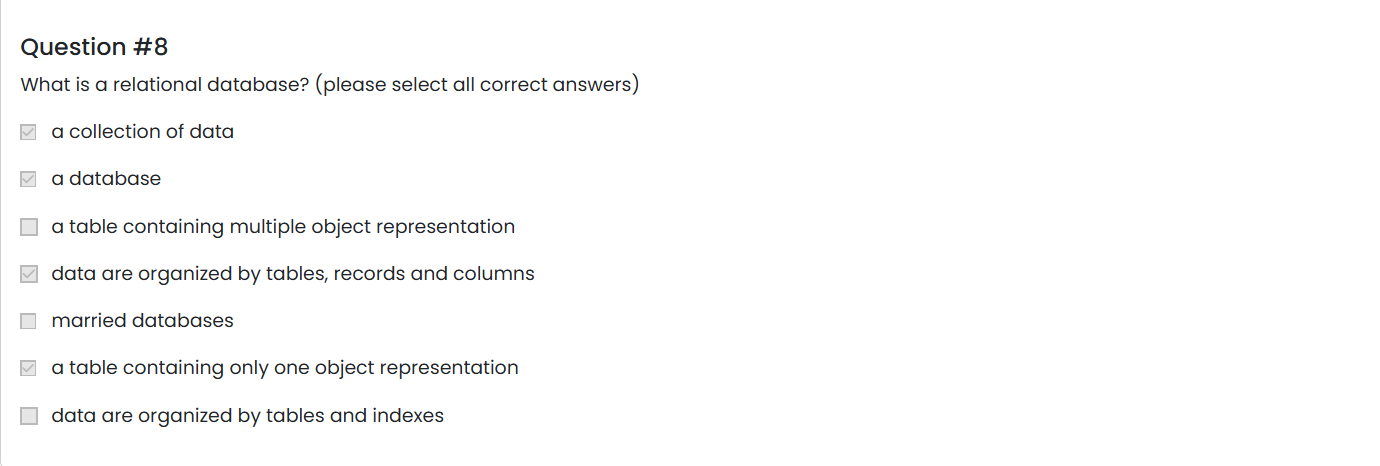 Question #8
What is a relational database? (please select all correct answers)
a collection of data
a database
a table containing multiple object representation
data are organized by tables, records and columns
married databases
a table containing only one object representation
data are organized by tables and indexes